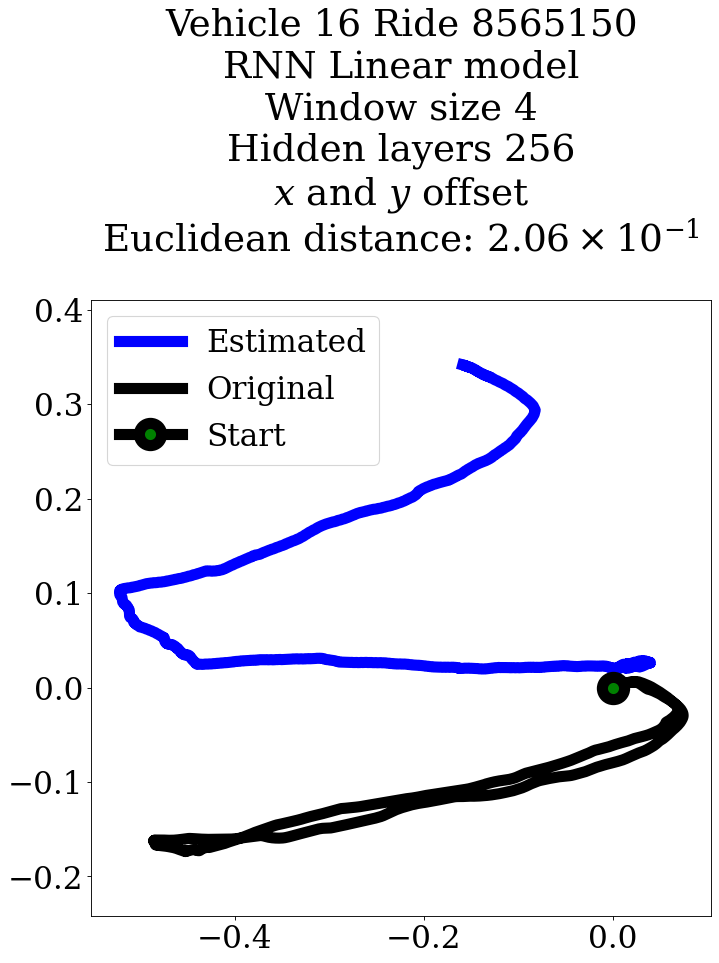 Vehicle 16 Ride 8565150
RNN Linear model
Window size 4
Hidden layers 256
x and y offset
Euclidean distance: 2.06 × 10⁻¹
Estimated
Original
Start
0.4
0.3
0.2
0.1
0.0
−0.1
−0.2
−0.4 −0.2 0.0